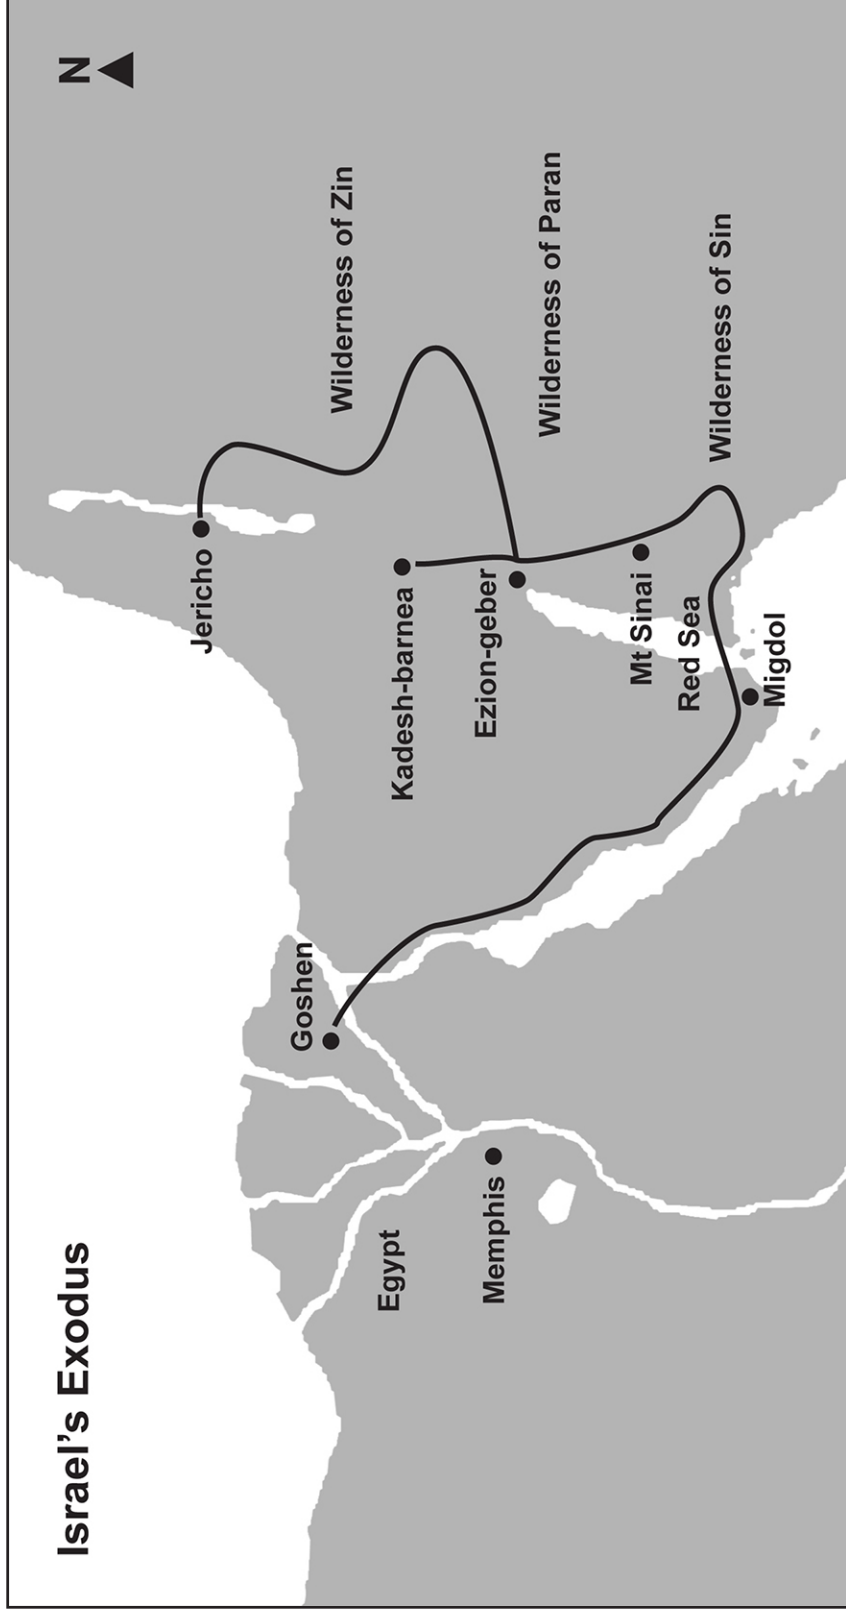 Israel's Exodus
N
Jericho
Goshen
Wilderness of Zin
Egypt
Kadesh-barnea
Memphis
Ezion-geber
Wilderness of Paran
Mt Sinai
Red Sea
Wilderness of Sin
Migdol